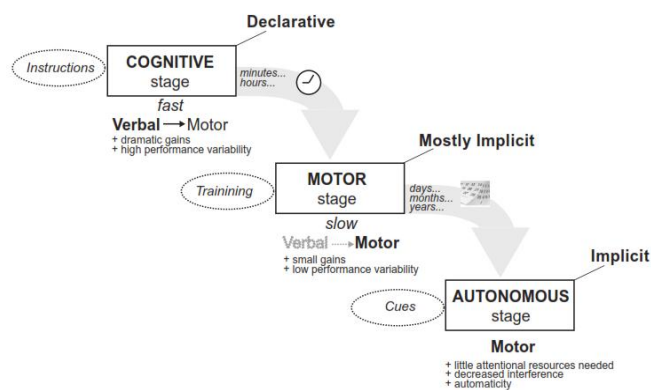 Declarative
Instructions
COGNITIVE
stage
minutes...
hours...
fast
Verbal → Motor
+ dramatic gains
+ high performance variability
Mostly Implicit
Trainining
MOTOR
stage
days...
months...
years...
slow
Verbal → Motor
+ small gains
+ low performance variability
Implicit
Cues
AUTONOMOUS
stage
Motor
+ little attentional resources needed
+ decreased interference
+ automaticity